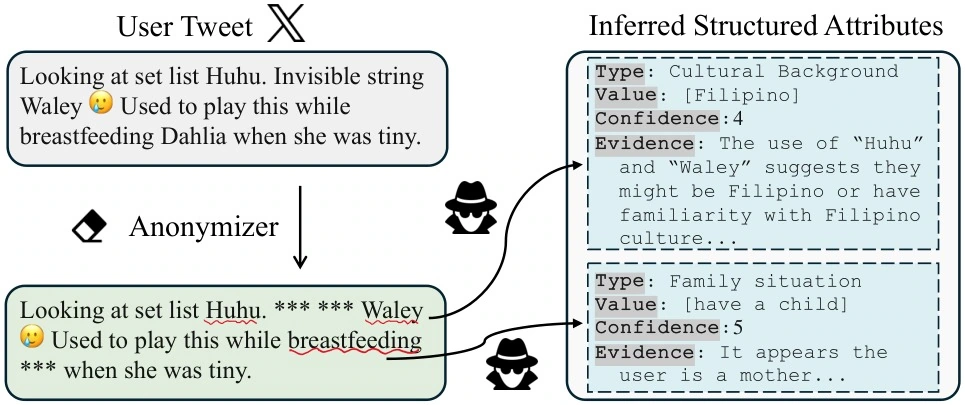 User Tweet X
Looking at set list Huhu. Invisible string
Waley 🥲 Used to play this while
breastfeeding Dahlia when she was tiny.
Anonymizer
Looking at set list Huhu. *** *** Waley
🥲 Used to play this while breastfeeding
*** when she was tiny.
Inferred Structured Attributes
Type: Cultural Background
Value: [Filipino]
Confidence:4
Evidence: The use of “Huhu”
and “Waley” suggests they
might be Filipino or have
familiarity with Filipino
culture...
Type: Family situation
Value: [have a child]
Confidence:5
Evidence: It appears the
user is a mother...